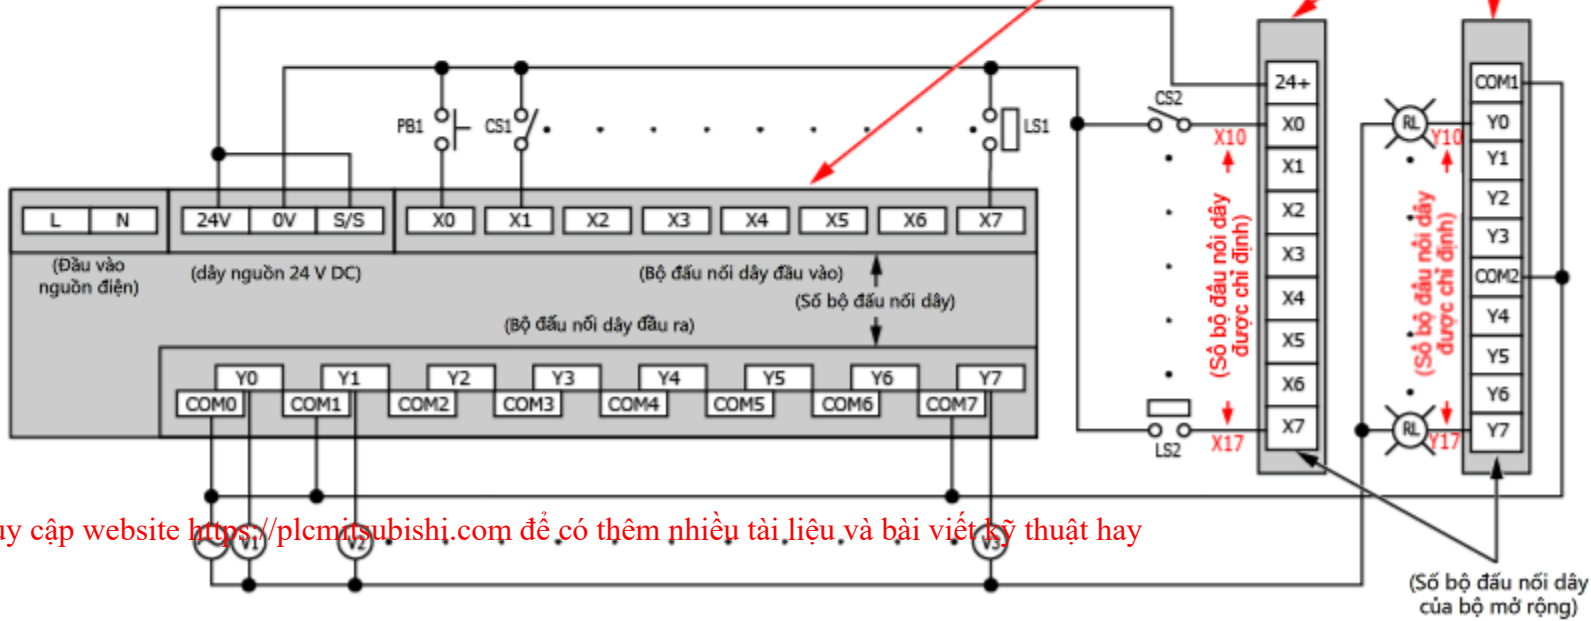 24+
COM1
CS2
PB1
CS1
LS1
X0
X10
RL
Y10
Y0
X1
Y1
L
N
24V
0V
S/S
X0
X1
X2
X3
X4
X5
X6
X7
X2
Y2
(Số bộ đấu nối dây
được chỉ định)
(Số bộ đấu nối dây
được chỉ định)
X3
Y3
(Đầu vào
nguồn điện)
(dây nguồn 24 V DC)
(Bộ đấu nối dây đầu vào)
COM2
(Số bộ đấu nối dây)
X4
Y4
(Bộ đấu nối dây đầu ra)
X5
Y5
Y0
Y1
Y2
Y3
Y4
Y5
Y6
Y7
X6
Y6
COM0
COM1
COM2
COM3
COM4
COM5
COM6
COM7
X7
RL
Y17
Y7
LS2
X17
uy cập website https://plcmitsubishi.com để có thêm nhiều tài liệu và bài viết kỹ thuật hay
V1
V2
V3
(Số bộ đấu nối dây
của bộ mở rộng)